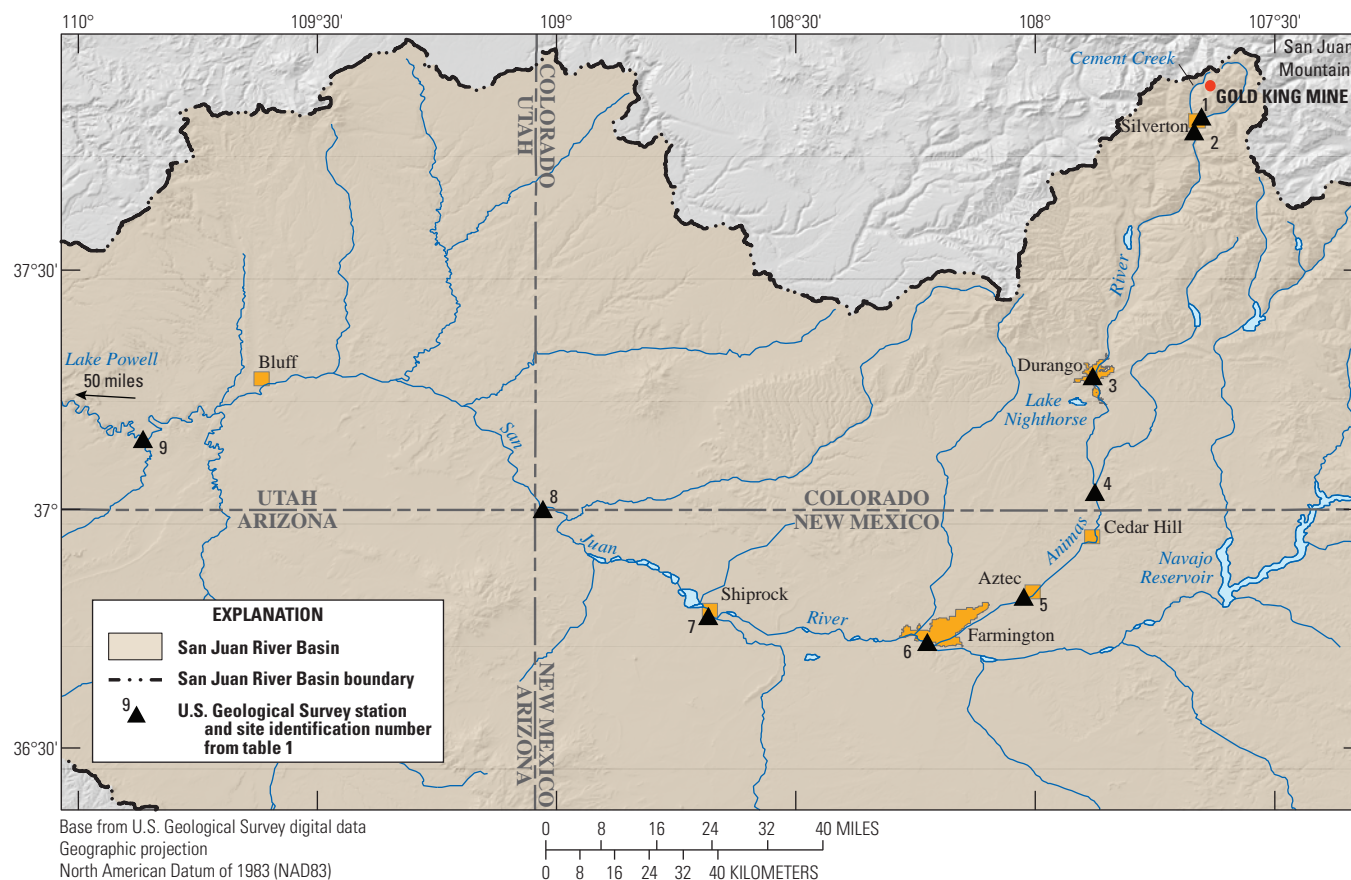 110°
109°30'
109°
108°30'
108°
107°30'
San Juan
Mountain
Cement Creek
GOLD KING MINE
1
Silverton
2
COLORADO
UTAH
37°30'
River
Lake Powell
50 miles
Bluff
Durango
3
Lake
Nighthorse
San
9
8
4
UTAH
ARIZONA
COLORADO
NEW MEXICO
37°
Cedar Hill
Animas
Juan
Navajo
Reservoir
Aztec
5
Shiprock
7
River
Farmington
6
EXPLANATION
San Juan River Basin
San Juan River Basin boundary
9
U.S. Geological Survey station
and site identification number
from table 1
NEW MEXICO
ARIZONA
36°30'
Base from U.S. Geological Survey digital data
Geographic projection
North American Datum of 1983 (NAD83)
0 8 16 24 32 40 MILES
0 8 16 24 32 40 KILOMETERS